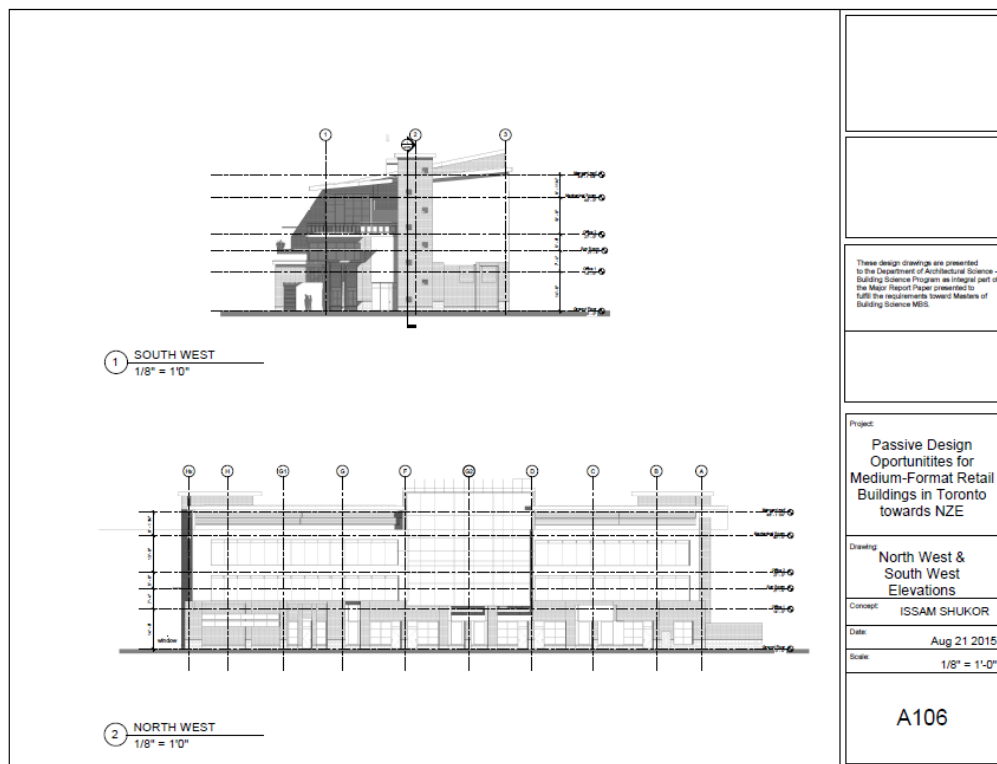 1
2
3
1
SOUTH WEST
1/8" = 1'0"
Ha
H
G1
G
F
G2
D
C
B
A
window
2
NORTH WEST
1/8" = 1'0"
These design drawings are presented
to the Department of Architectural Science -
Building Science Program as integral part of
the Major Report Paper presented to
fulfil the requirements toward Masters of
Building Science MBS.
Project:
Passive Design
Oportunitites for
Medium-Format Retail
Buildings in Toronto
towards NZE
Drawing:
North West &
South West
Elevations
Concept:
ISSAM SHUKOR
Date:
Aug 21 2015
Scale:
1/8" = 1'-0"
A106